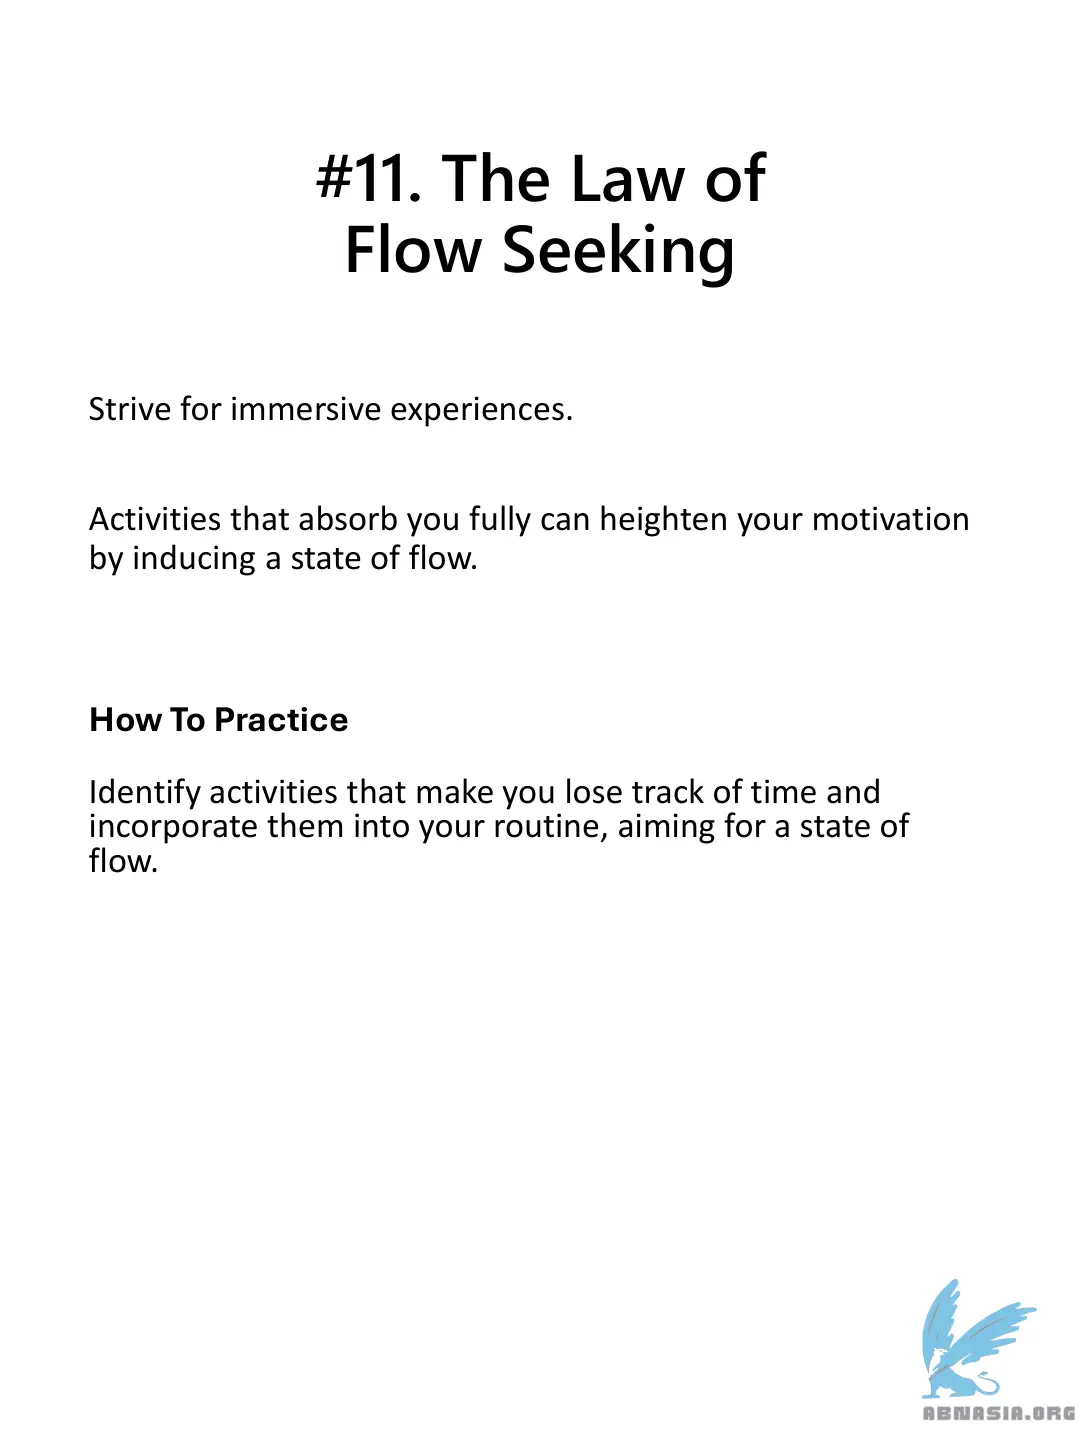 #11. The Law of
Flow Seeking
Strive for immersive experiences.
Activities that absorb you fully can heighten your motivation
by inducing a state of flow.
How To Practice
Identify activities that make you lose track of time and
incorporate them into your routine, aiming for a state of
flow.
ABNASIA.ORG